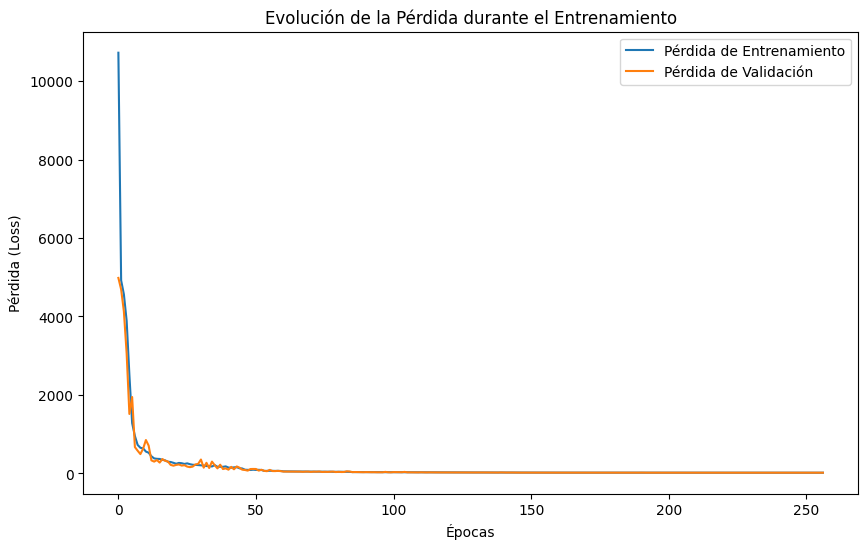 Evolución de la Pérdida durante el Entrenamiento
Pérdida de Entrenamiento
Pérdida de Validación
Pérdida (Loss)
10000
8000
6000
4000
2000
0
0
50
100
150
200
250
Épocas